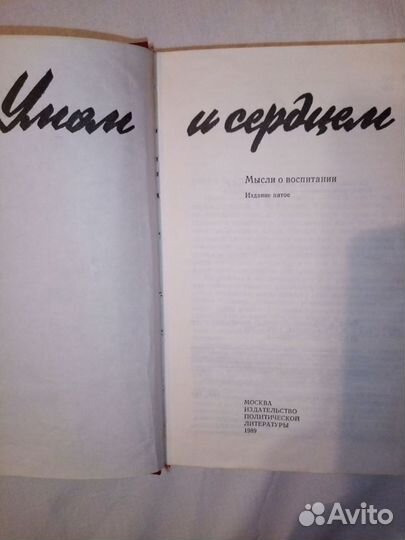 Умом и сердцем
Мысли о воспитании
Издание пятое
МОСКВА
ИЗДАТЕЛЬСТВО
ПОЛИТИЧЕСКОЙ
ЛИТЕРАТУРЫ
1989
Avito